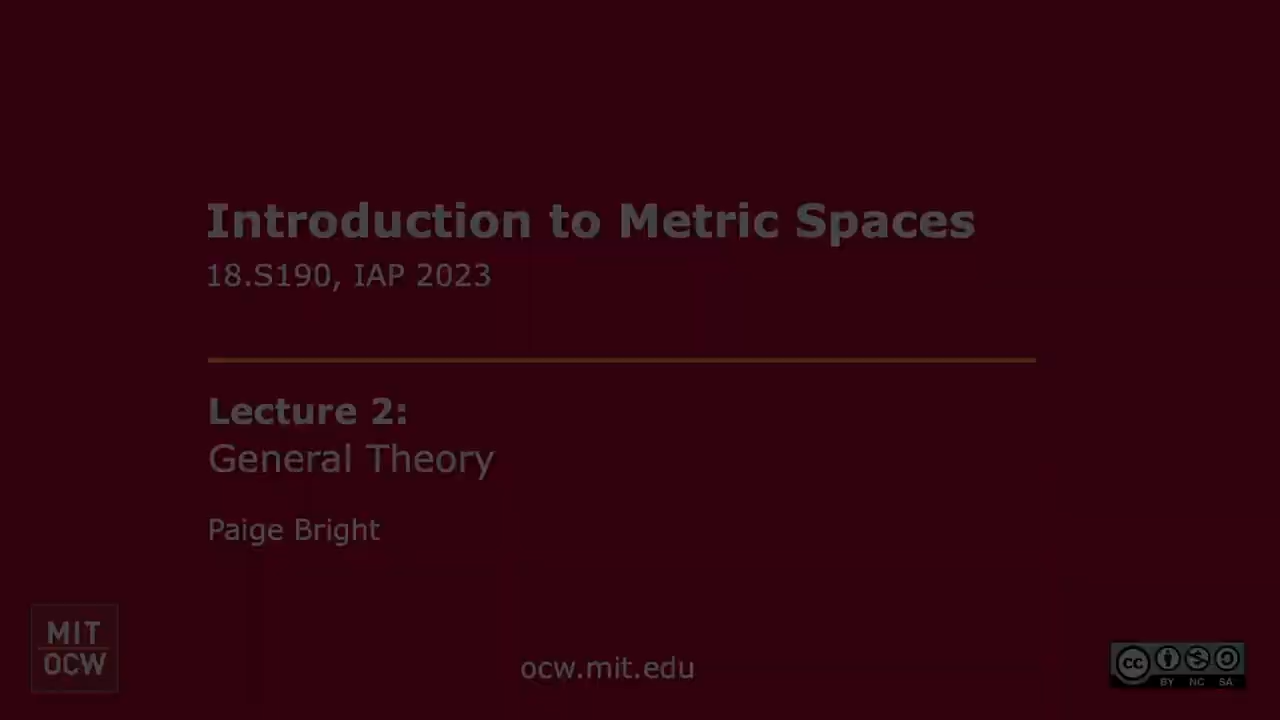 Introduction to Metric Spaces
18.S190, IAP 2023
Lecture 2:
General Theory
Paige Bright
MIT
OCW
ocw.mit.edu
cc
BY NC SA